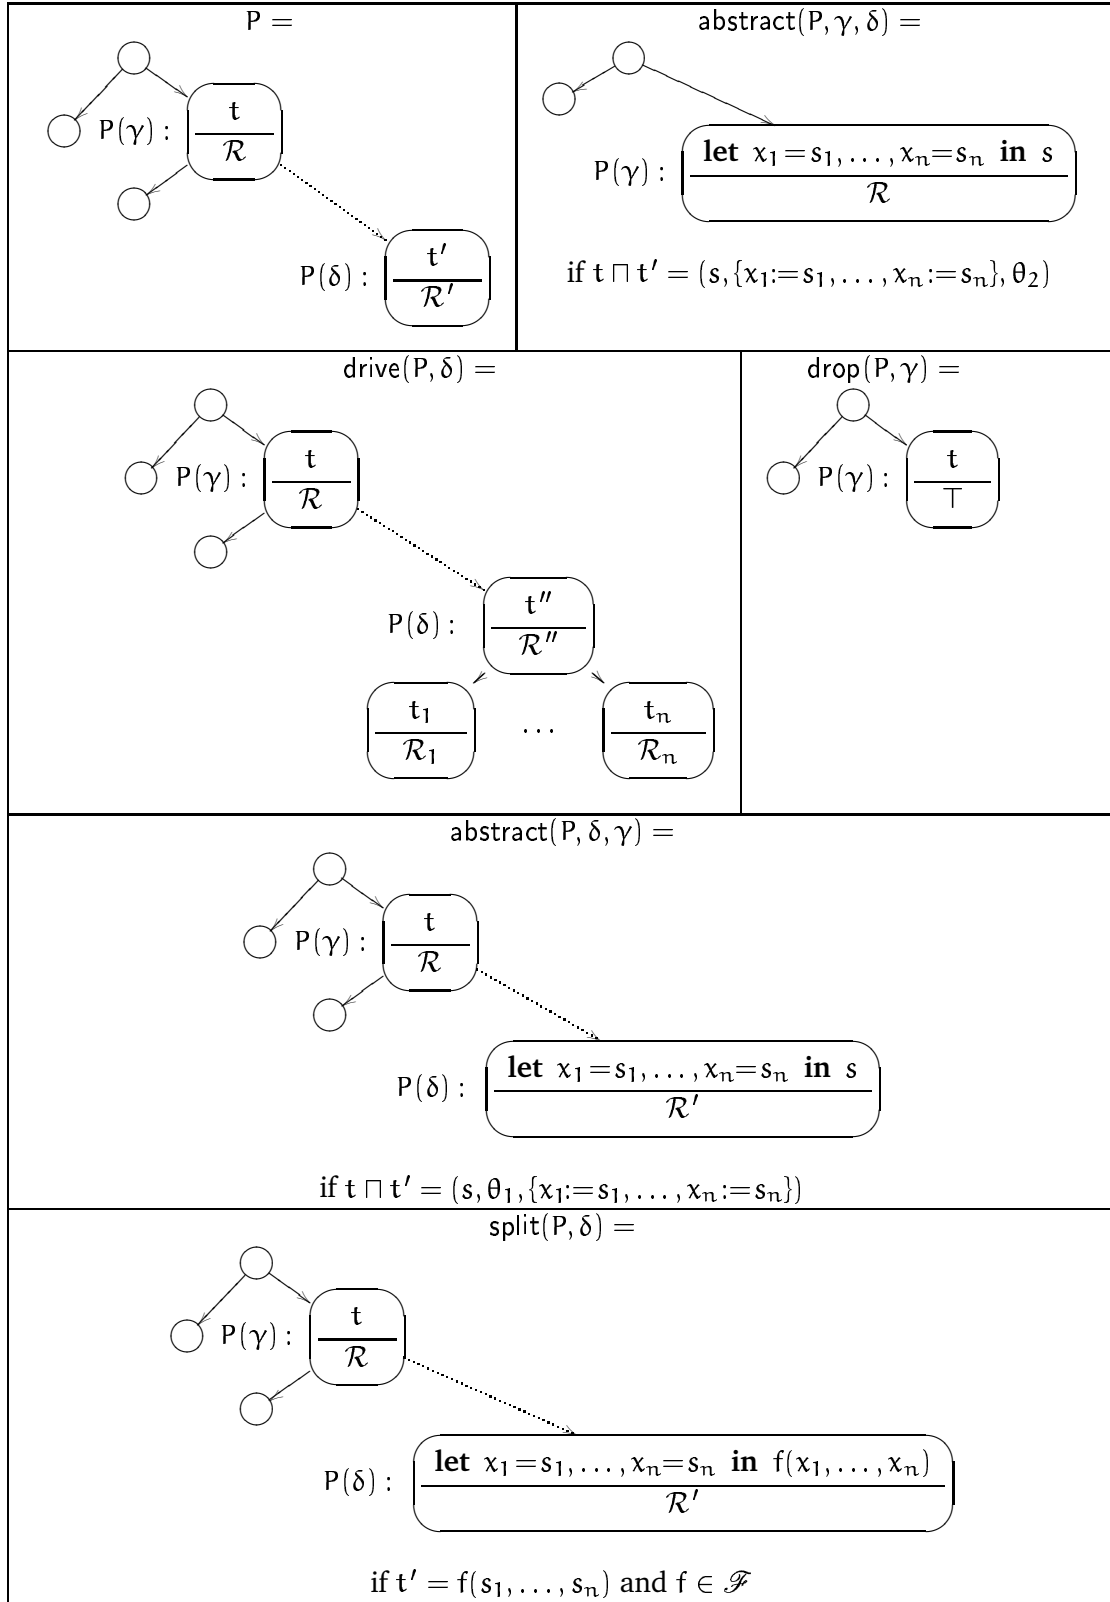 P =
t
P(γ) :
ℛ
t′
P(δ) :
ℛ′
abstract(P, γ, δ) =
let x₁=s₁, . . . , xₙ=sₙ in s
P(γ) :
ℛ
if t ⊓ t′ = (s, {x₁:=s₁, . . . , xₙ:=sₙ}, θ₂)
drive(P, δ) =
t
P(γ) :
ℛ
t″
P(δ) :
ℛ″
t₁ . . . tₙ
ℛ₁ ℛₙ
drop(P, γ) =
t
P(γ) :
⊤
abstract(P, δ, γ) =
t
P(γ) :
ℛ
let x₁=s₁, . . . , xₙ=sₙ in s
P(δ) :
ℛ′
if t ⊓ t′ = (s, θ₁, {x₁:=s₁, . . . , xₙ:=sₙ})
split(P, δ) =
t
P(γ) :
ℛ
let x₁=s₁, . . . , xₙ=sₙ in f(x₁, . . . , xₙ)
P(δ) :
ℛ′
if t′ = f(s₁, . . . , sₙ) and f ∈ ℱ